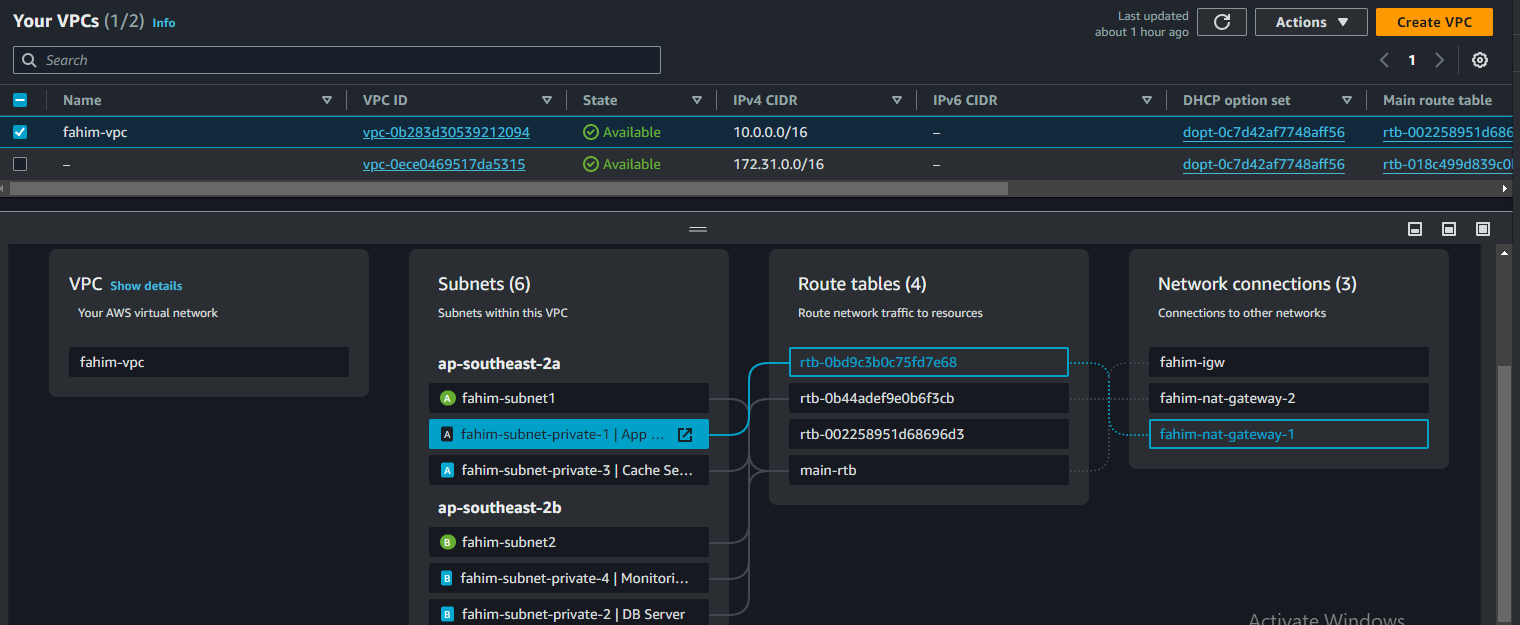 Your VPCs (1/2) Info
Last updated
about 1 hour ago
Actions
Create VPC
Search
1
Name VPC ID State IPv4 CIDR IPv6 CIDR DHCP option set Main route table
fahim-vpc vpc-0b283d30539212094 Available 10.0.0.0/16 – dopt-0c7d42af7748aff56 rtb-002258951d686
– vpc-0ece0469517da5315 Available 172.31.0.0/16 – dopt-0c7d42af7748aff56 rtb-018c499d839c0
VPC Show details
Your AWS virtual network
fahim-vpc
Subnets (6)
Subnets within this VPC
ap-southeast-2a
A fahim-subnet1
A fahim-subnet-private-1 | App ...
A fahim-subnet-private-3 | Cache Se...
ap-southeast-2b
B fahim-subnet2
B fahim-subnet-private-4 | Monitori...
B fahim-subnet-private-2 | DB Server
Route tables (4)
Route network traffic to resources
rtb-0bd9c3b0c75fd7e68
rtb-0b44adef9e0b6f3cb
rtb-002258951d68696d3
main-rtb
Network connections (3)
Connections to other networks
fahim-igw
fahim-nat-gateway-2
fahim-nat-gateway-1
Activate Windows